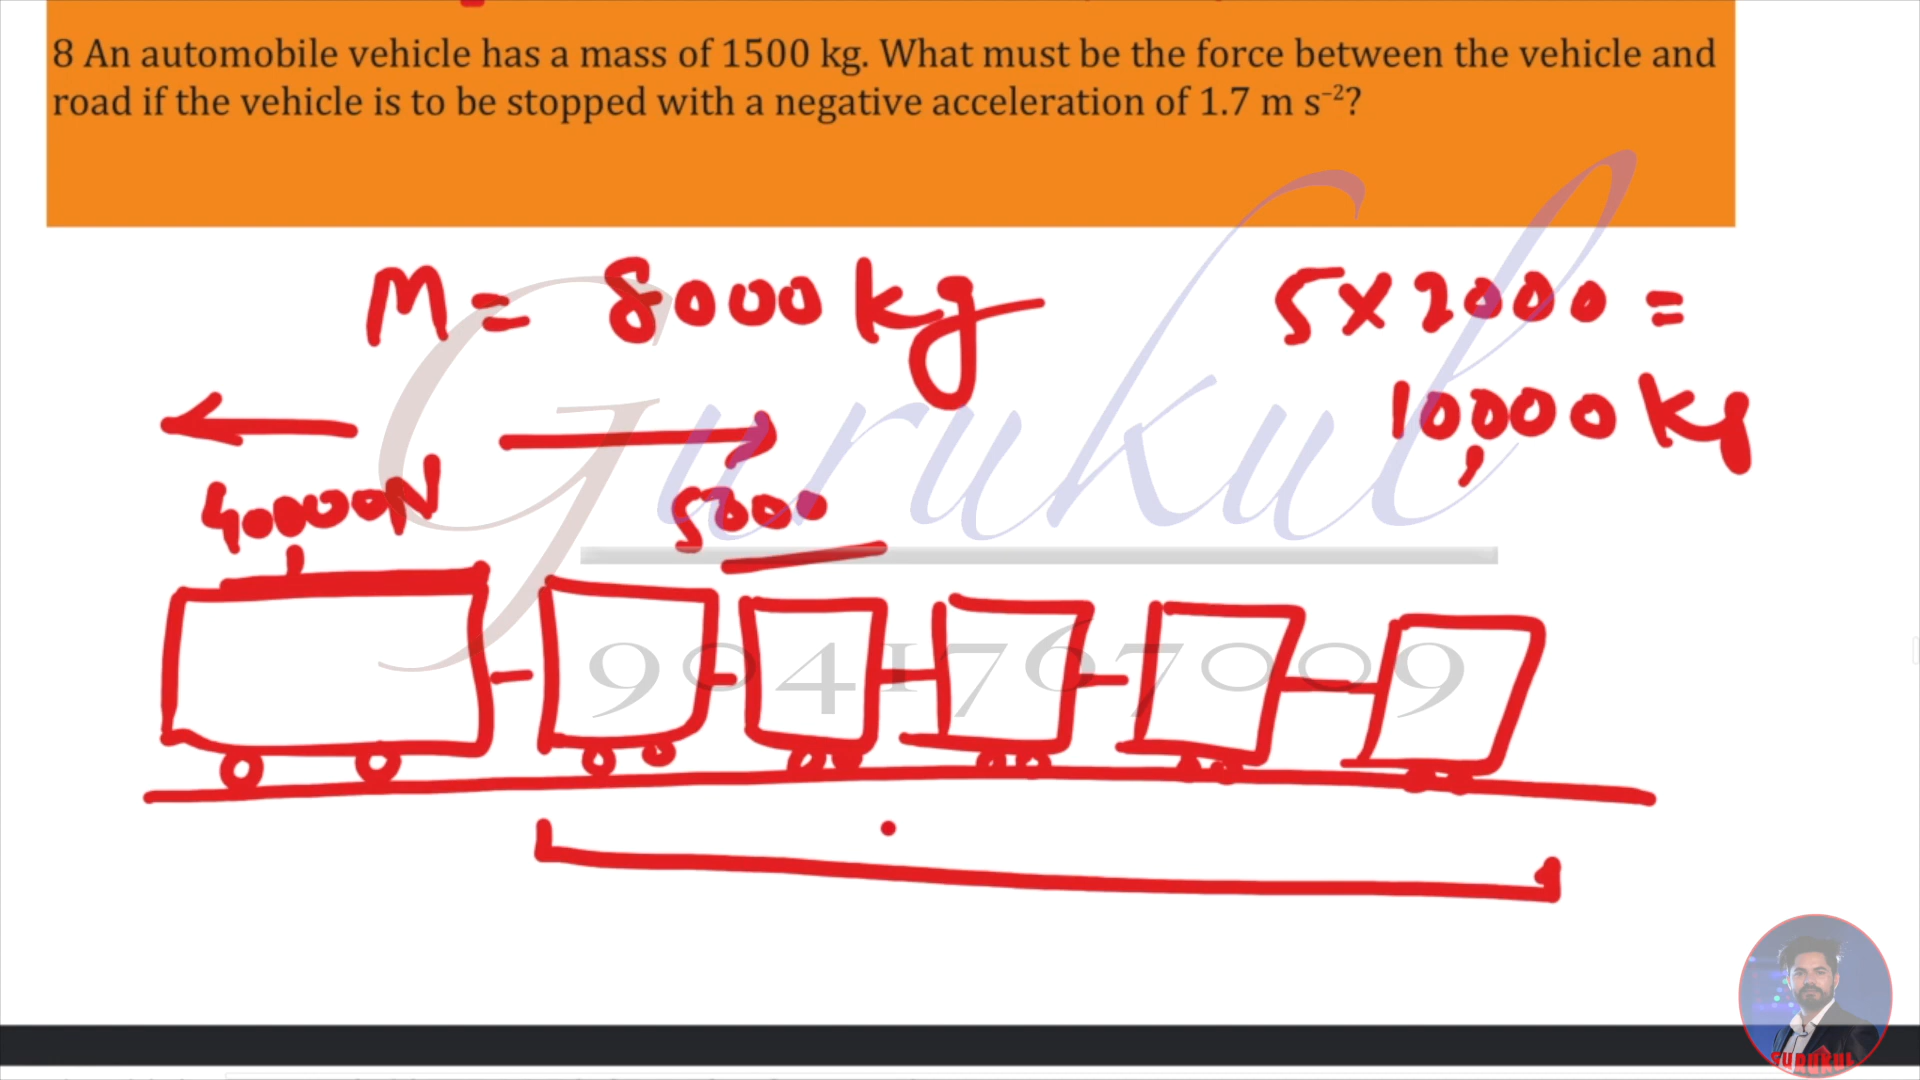 8 An automobile vehicle has a mass of 1500 kg. What must be the force between the vehicle and
road if the vehicle is to be stopped with a negative acceleration of 1.7 m s⁻²?
M = 8000 kg
5 x 2000 =
10,000 kg
40000N
5000
Gurukul
9041767009
GURUKUL